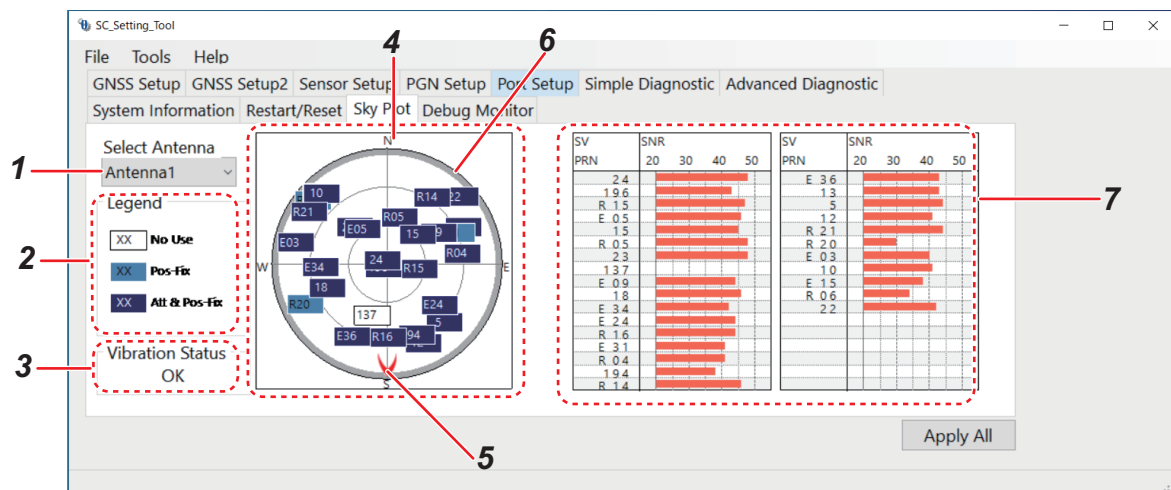 SC_Setting_Tool
4
6
File Tools Help
GNSS Setup GNSS Setup2 Sensor Setup PGN Setup Port Setup Simple Diagnostic Advanced Diagnostic
System Information Restart/Reset Sky Plot Debug Monitor
1
Select Antenna
Antenna1
2
Legend
XX No Use
XX Pos-Fix
XX Att & Pos-Fix
3
Vibration Status
OK
N
10 R14 22
R21 R05
E05 15 9
E03 R04
W E34 24 R15 E
18
R20 E24
137 5
E36 R16 94
S
5
SV SNR
PRN 20 30 40 50
24
196
R 15
E 05
15
R 05
23
137
E 09
18
E 34
E 24
R 16
E 31
R 04
194
R 14
SV SNR
PRN 20 30 40 50
E 36
13
5
12
R 21
R 20
E 03
10
E 15
R 06
22
7
Apply All